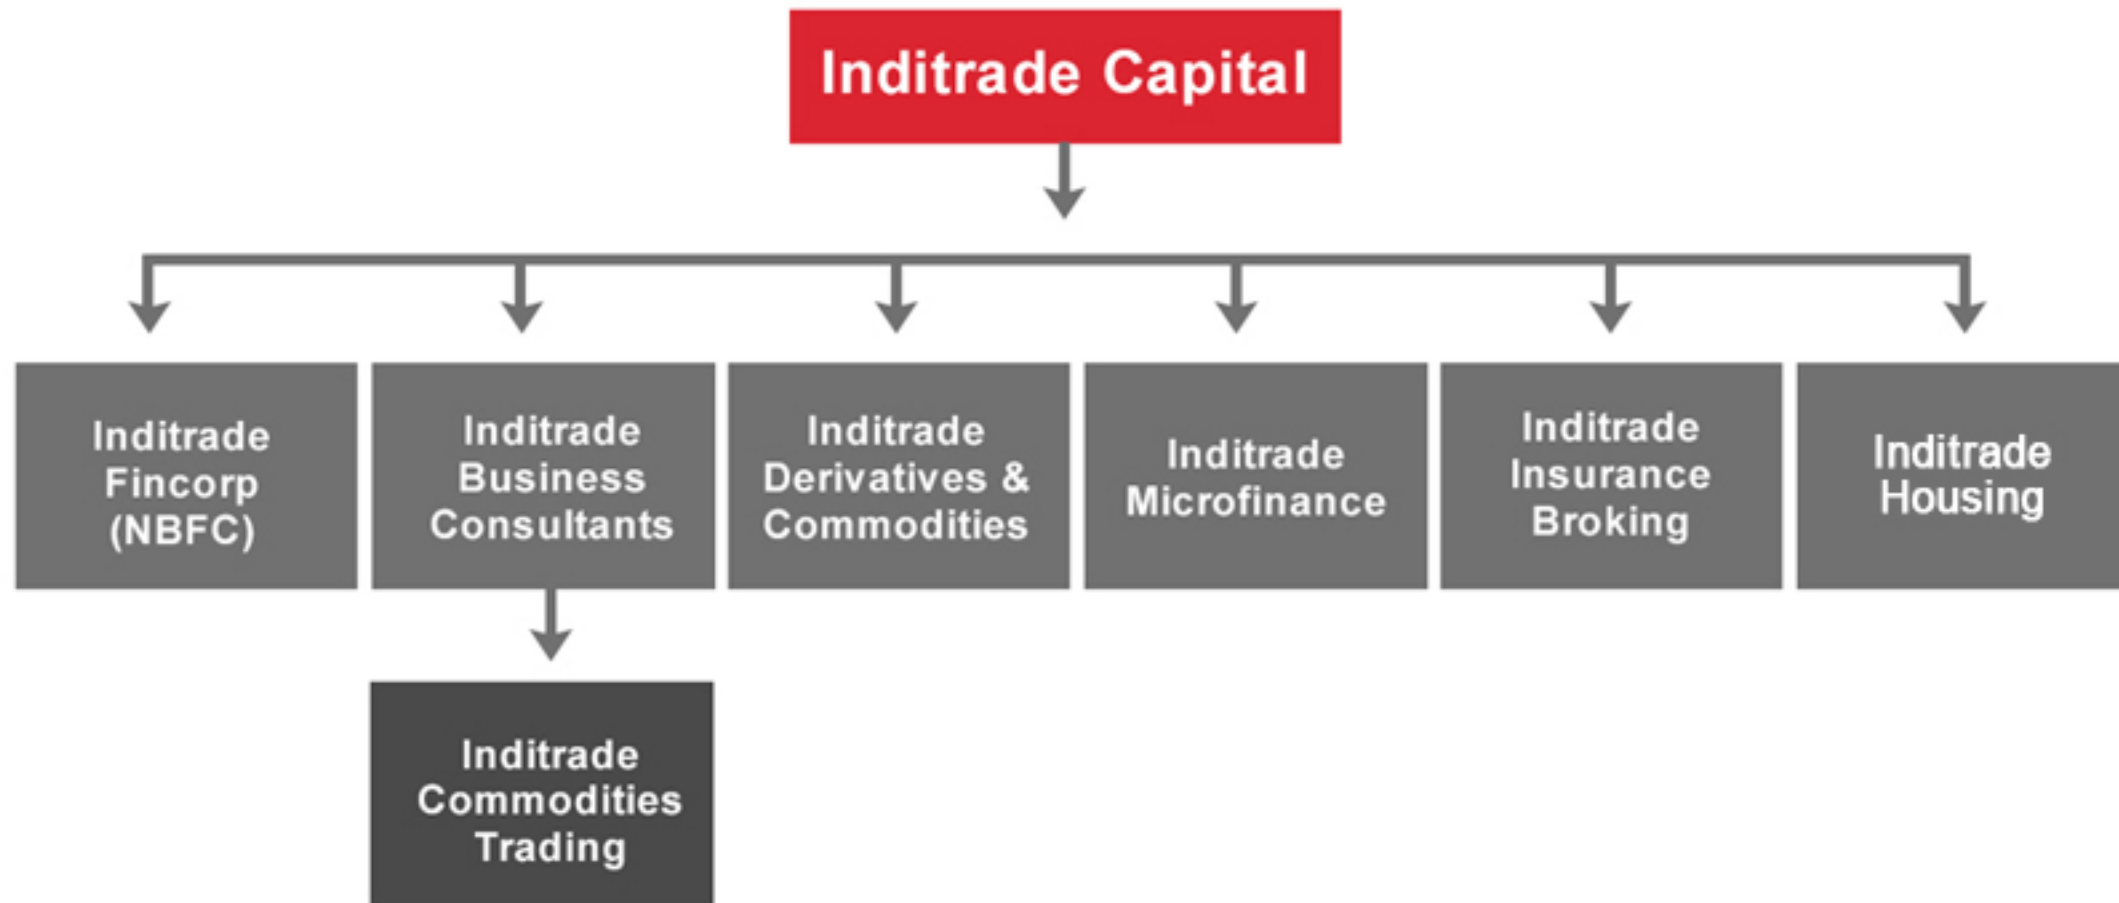 Inditrade Capital
Inditrade
Fincorp
(NBFC)
Inditrade
Business
Consultants
Inditrade
Derivatives &
Commodities
Inditrade
Microfinance
Inditrade
Insurance
Broking
Inditrade
Housing
Inditrade
Commodities
Trading